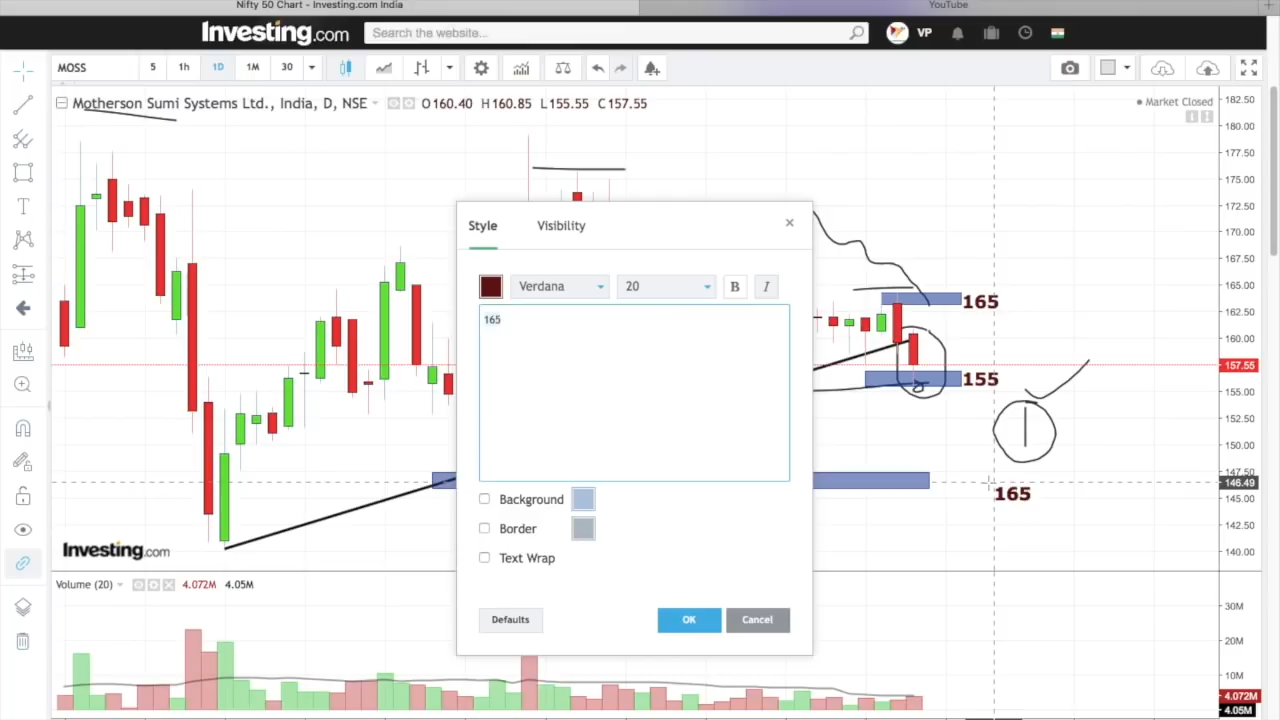 Nifty 50 Chart - Investing.com India
YouTube
Investing.com
Search the website...
VP
MOSS
5
1h
1D
1M
30
Motherson Sumi Systems Ltd., India, D, NSE
O160.40 H160.85 L155.55 C157.55
Market Closed
182.50
180.00
177.50
175.00
172.50
170.00
167.50
165.00
162.50
160.00
157.55
155.00
152.50
150.00
147.50
146.49
145.00
142.50
140.00
Style
Visibility
Verdana
20
B
I
165
Background
Border
Text Wrap
Defaults
OK
Cancel
165
155
165
Investing.com
Volume (20)
4.072M 4.05M
30M
20M
10M
4.072M
4.05M